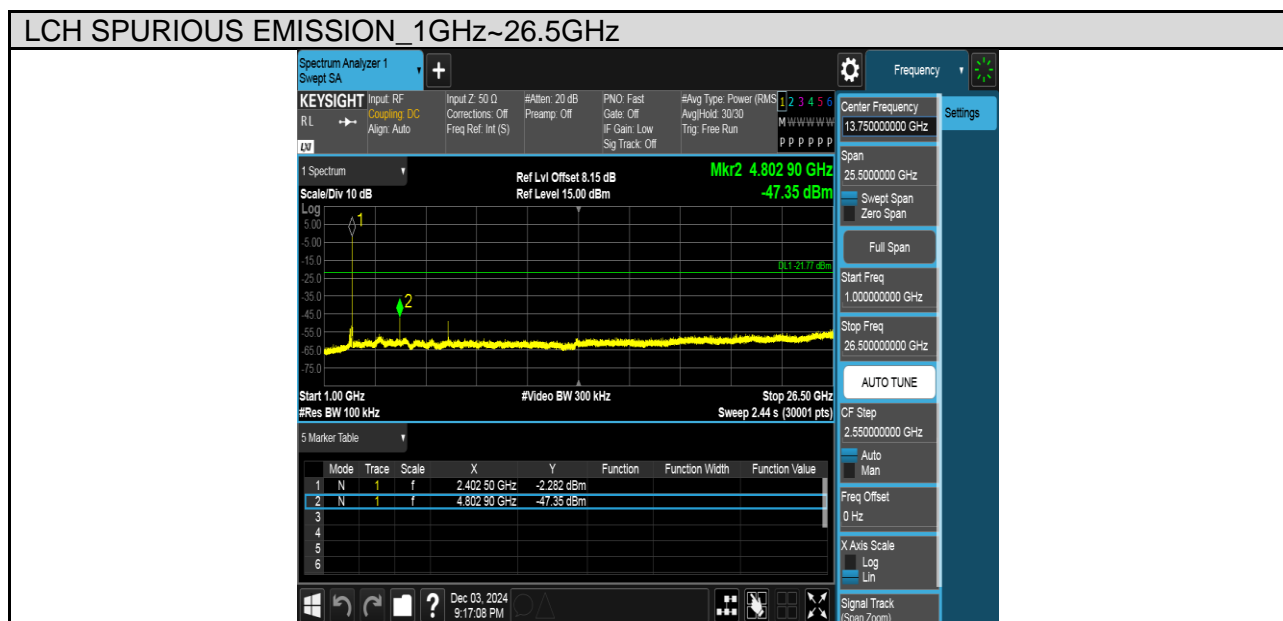 LCH SPURIOUS EMISSION_1GHz~26.5GHz
Spectrum Analyzer 1
Swept SA
+
Frequency
KEYSIGHT
RL
LXI
Input: RF
Coupling: DC
Align: Auto
Input Z: 50 Ω
Corrections: Off
Freq Ref: Int (S)
#Atten: 20 dB
Preamp: Off
PNO: Fast
Gate: Off
IF Gain: Low
Sig Track: Off
#Avg Type: Power (RMS
Avg|Hold: 30/30
Trig: Free Run
1 2 3 4 5 6
M W W W W W
P P P P P P
1 Spectrum
Scale/Div 10 dB
Ref Lvl Offset 8.15 dB
Ref Level 15.00 dBm
Mkr2 4.802 90 GHz
-47.35 dBm
Log
5.00
-5.00
-15.0
-25.0
-35.0
-45.0
-55.0
-65.0
-75.0
1
2
DL1 -21.77 dBm
Start 1.00 GHz
#Video BW 300 kHz
Stop 26.50 GHz
#Res BW 100 kHz
Sweep 2.44 s (30001 pts)
5 Marker Table
Mode Trace Scale X Y Function Function Width Function Value
1 N 1 f 2.402 50 GHz -2.282 dBm
2 N 1 f 4.802 90 GHz -47.35 dBm
3
4
5
6
?
Dec 03, 2024
9:17:08 PM
Center Frequency
13.750000000 GHz
Settings
Span
25.5000000 GHz
Swept Span
Zero Span
Full Span
Start Freq
1.000000000 GHz
Stop Freq
26.500000000 GHz
AUTO TUNE
CF Step
2.550000000 GHz
Auto
Man
Freq Offset
0 Hz
X Axis Scale
Log
Lin
Signal Track
(Span Zoom)